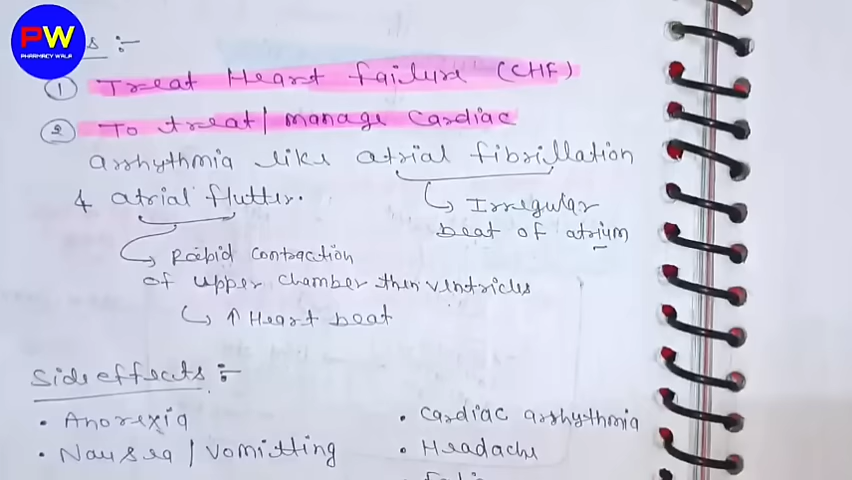 PW
PHARMACY WALA
s :-
① Treat Heart failure (CHF)
② To treat/ manage cardiac
arrhythmia like atrial fibrillation
& atrial flutter.
↳ Irregular
beat of atrium
↳ Rapid contraction
of upper chamber then ventricles
↳ ↑ Heart beat
Side effects :-
• Anorexia
• Nausea / Vomitting
• Cardiac arrhythmia
• Headache